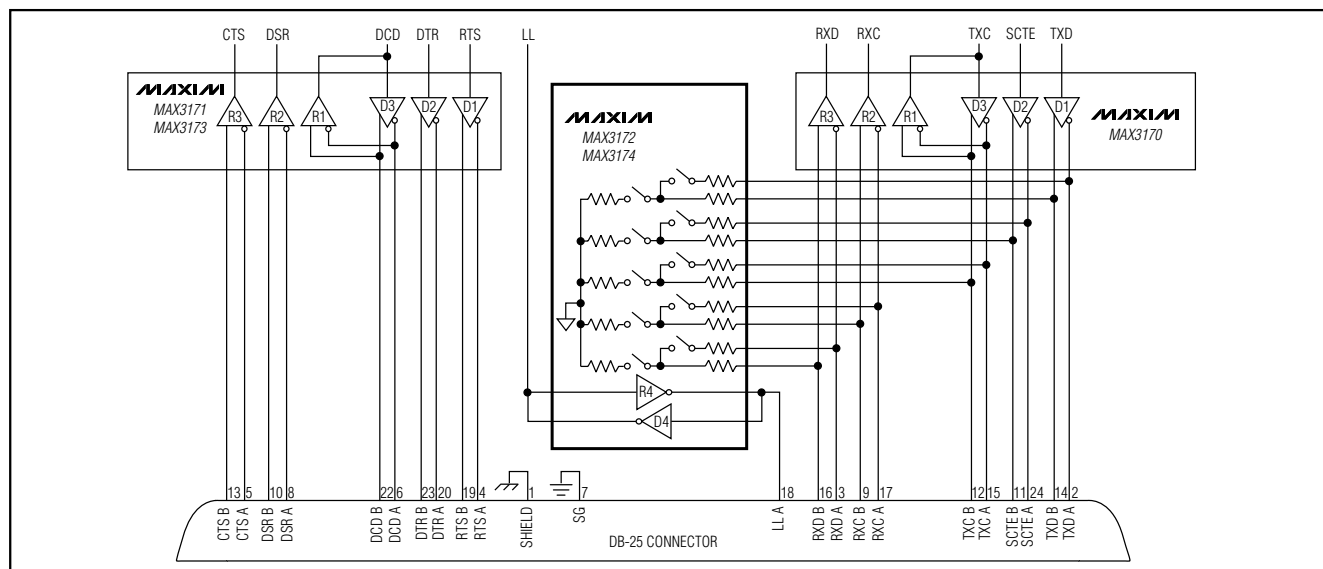 CTS DSR DCD DTR RTS LL RXD RXC TXC SCTE TXD
MAXIM
MAX3171
MAX3173
R3 R2 R1 D3 D2 D1
MAXIM
MAX3172
MAX3174
R3 R2 R1 D3 D2 D1
MAXIM
MAX3170
R4
D4
13 5 10 8 22 6 23 20 19 4 1 7 18 16 3 9 17 12 15 11 24 14 2
CTS B
CTS A
DSR B
DSR A
DCD B
DCD A
DTR B
DTR A
RTS B
RTS A
SHIELD
SG
LL A
RXD B
RXD A
RXC B
RXC A
TXC B
TXC A
SCTE B
SCTE A
TXD B
TXD A
DB-25 CONNECTOR